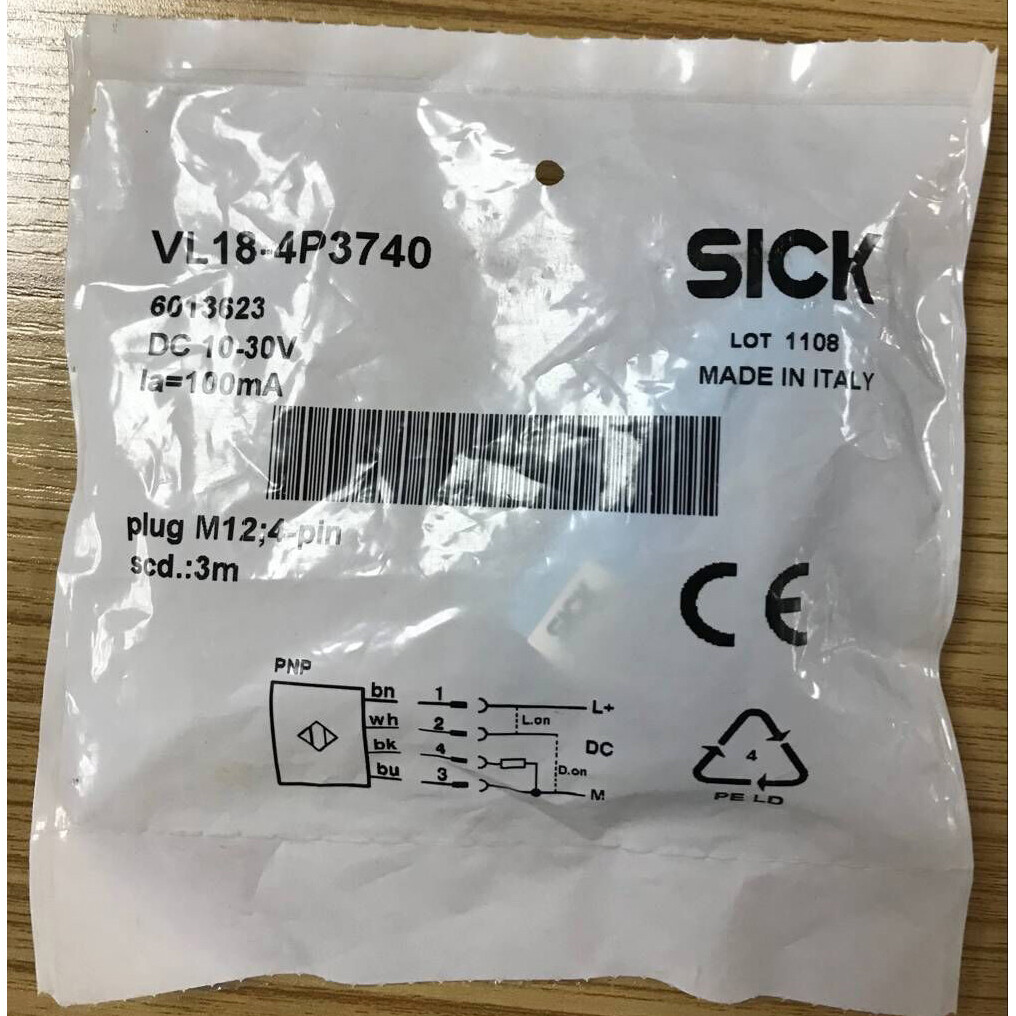 VL18-4P3740
6013623
DC 10-30V
Ia=100mA
SICK
LOT 1108
MADE IN ITALY
plug M12;4-pin
scd.:3m
CE
PNP
bn 1 L+
wh 2 L.on
DC
bk 4 D.on
bu 3 M
4
PE LD
SICK